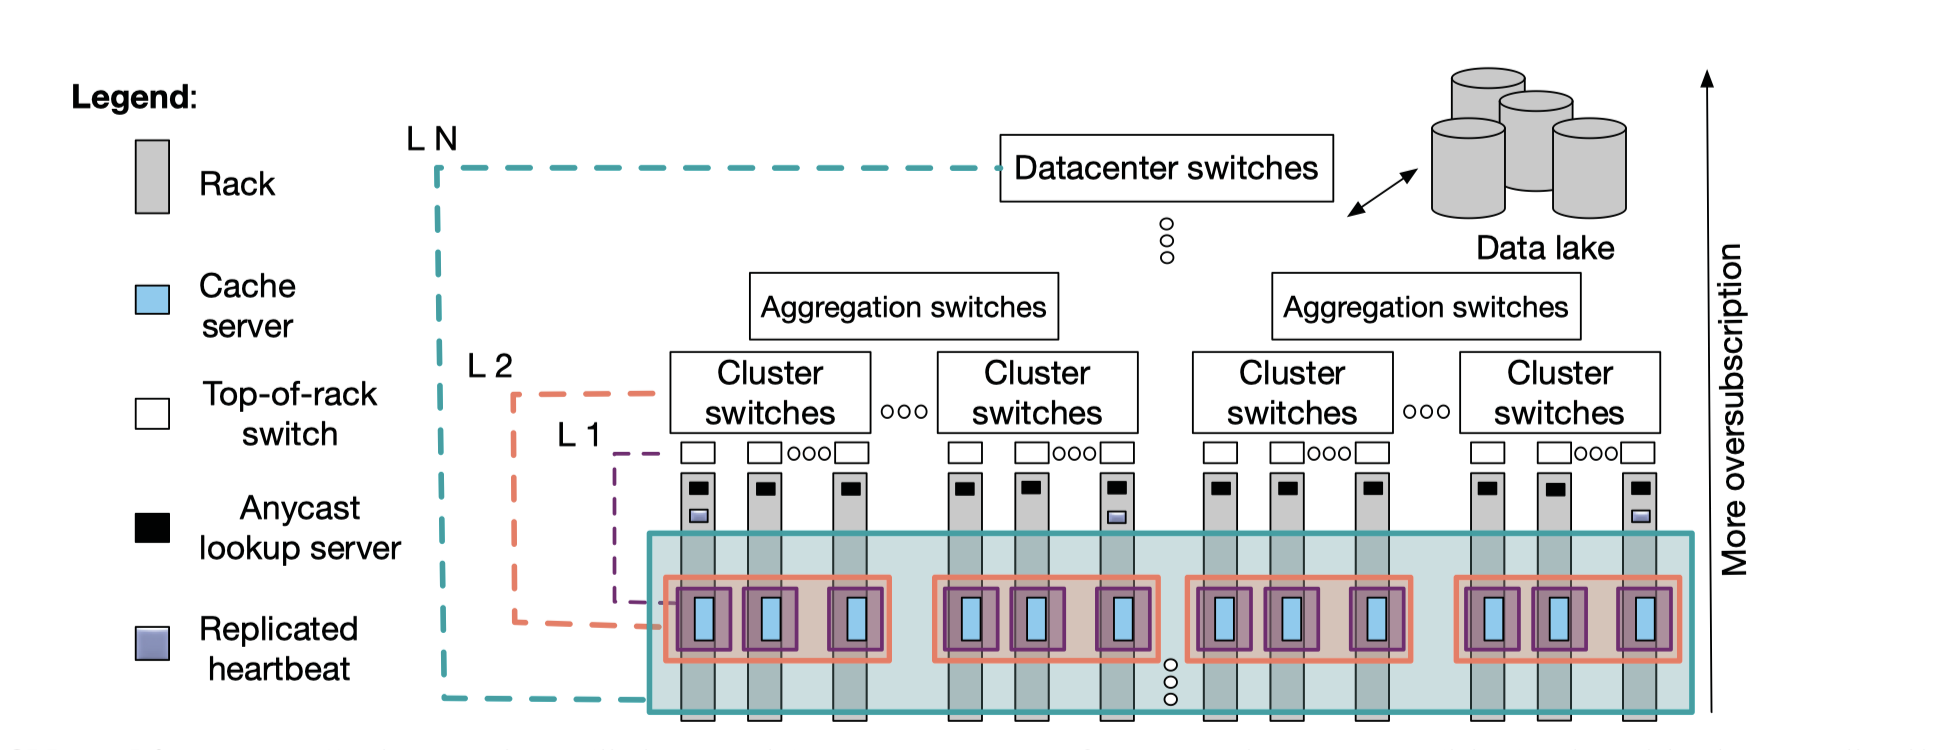 Legend:
Rack
Cache
server
Top-of-rack
switch
Anycast
lookup server
Replicated
heartbeat
L N
Datacenter switches
Data lake
Aggregation switches
Aggregation switches
L 2
Cluster
switches
Cluster
switches
Cluster
switches
Cluster
switches
L 1
More oversubscription